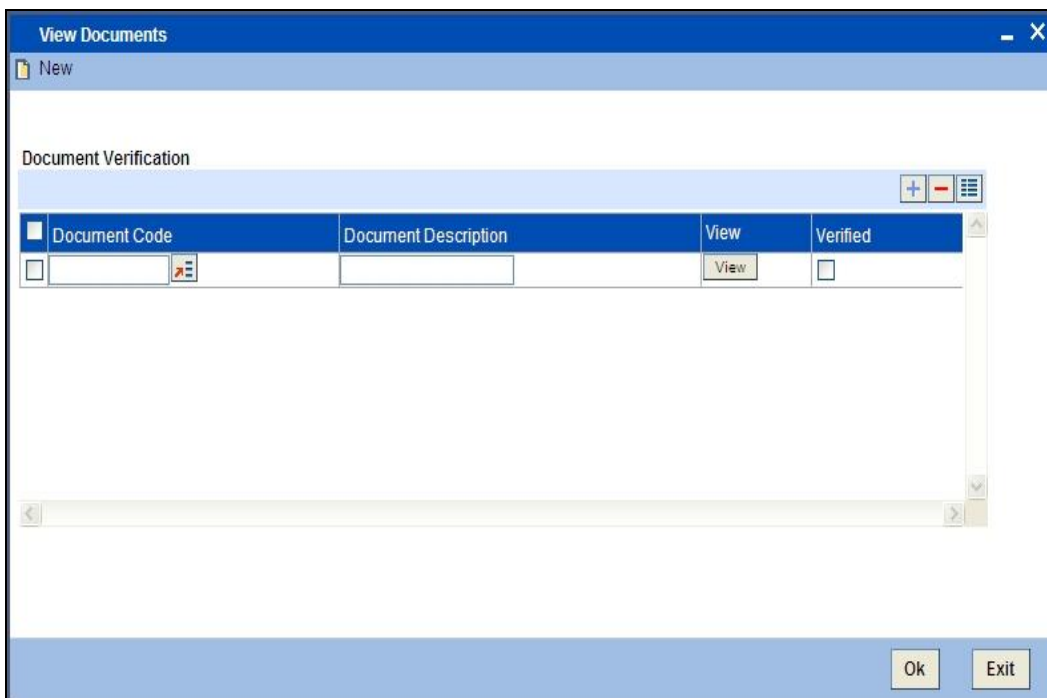 View Documents
New
Document Verification
Document Code Document Description View Verified
View
Ok Exit